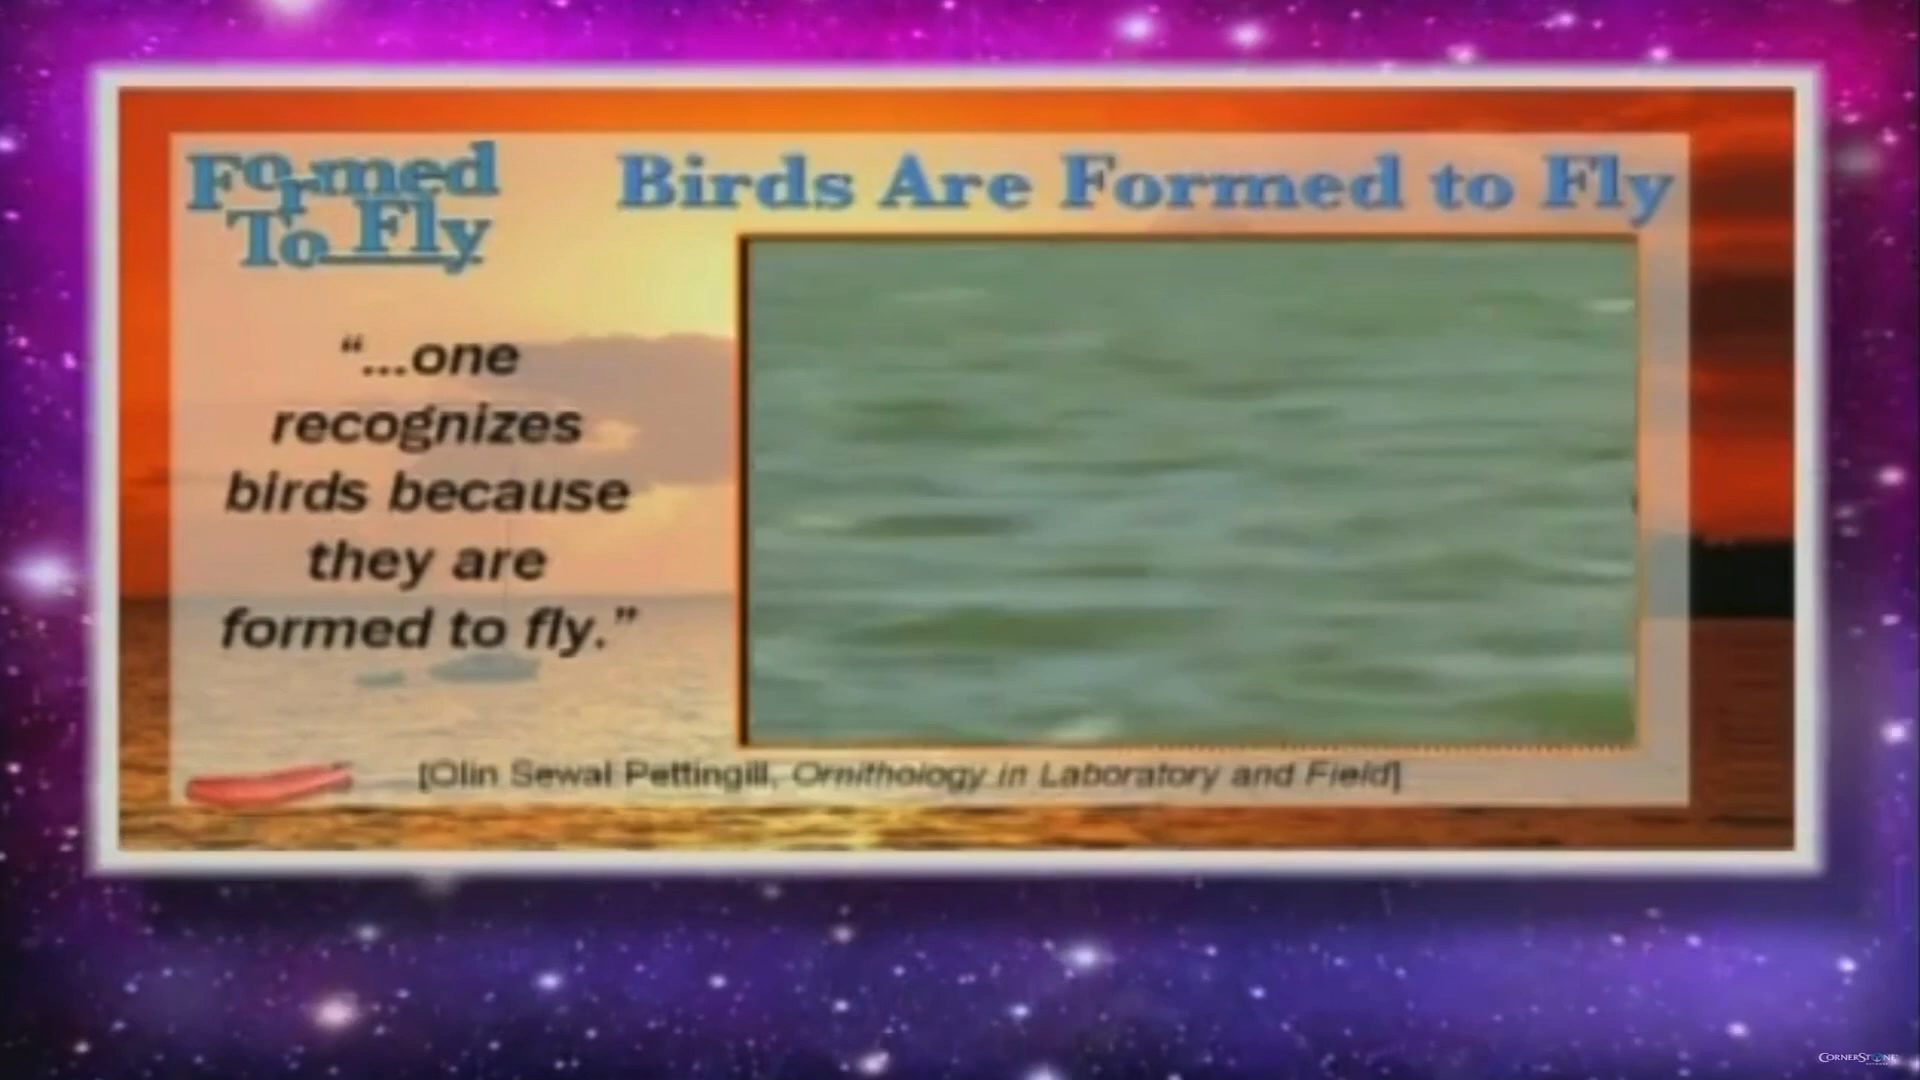 Formed
To Fly
Birds Are Formed to Fly
“...one
recognizes
birds because
they are
formed to fly.”
[Olin Sewal Pettingill, Ornithology in Laboratory and Field]
CORNERSTONE